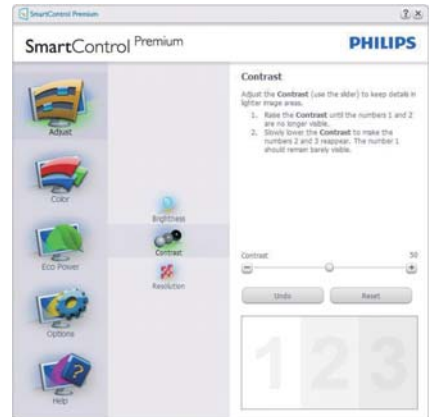 SmartControl Premium
SmartControl Premium
PHILIPS
Adjust
Color
Eco Power
Options
Help
Brightness
Contrast
Resolution
Contrast
Adjust the Contrast (use the slider) to keep details in
lighter image areas.
1. Raise the Contrast until the numbers 1 and 2
are no longer visible.
2. Slowly lower the Contrast to make the
numbers 2 and 3 reappear. The number 1
should remain barely visible.
Contrast
50
Undo
Reset
1 2 3